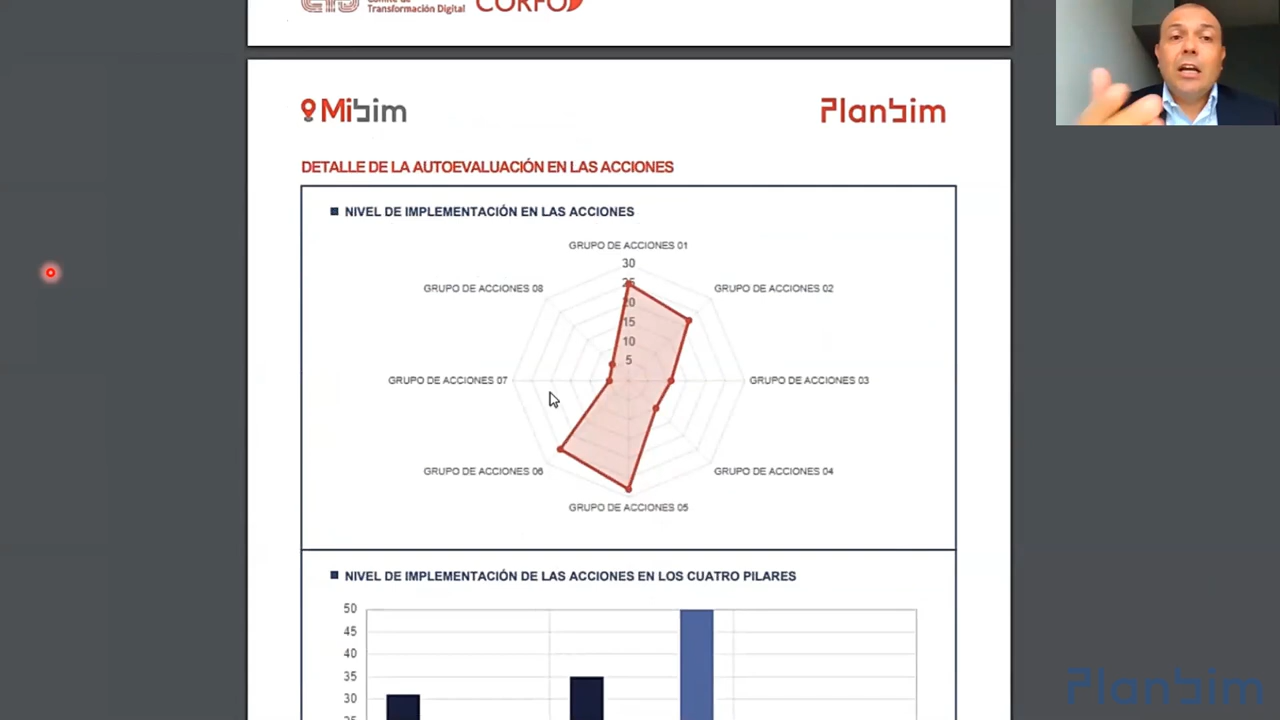 Transformación Digital
CORFO
Mibim
Planbim
DETALLE DE LA AUTOEVALUACIÓN EN LAS ACCIONES
NIVEL DE IMPLEMENTACIÓN EN LAS ACCIONES
GRUPO DE ACCIONES 01
30
25
20
15
10
5
GRUPO DE ACCIONES 08
GRUPO DE ACCIONES 02
GRUPO DE ACCIONES 07
GRUPO DE ACCIONES 03
GRUPO DE ACCIONES 06
GRUPO DE ACCIONES 04
GRUPO DE ACCIONES 05
NIVEL DE IMPLEMENTACIÓN DE LAS ACCIONES EN LOS CUATRO PILARES
50
45
40
35
30
Planbim